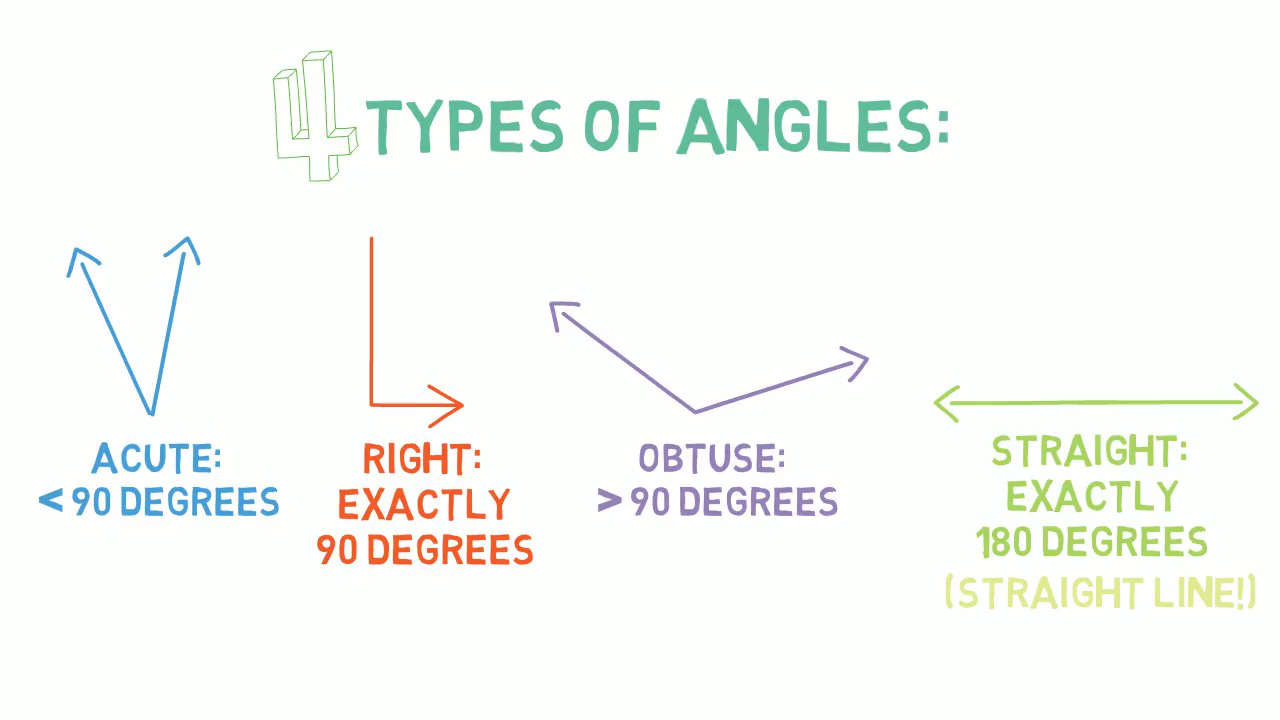 4 TYPES OF ANGLES:
ACUTE:
< 90 DEGREES
RIGHT:
EXACTLY
90 DEGREES
OBTUSE:
> 90 DEGREES
STRAIGHT:
EXACTLY
180 DEGREES
(STRAIGHT LINE!)